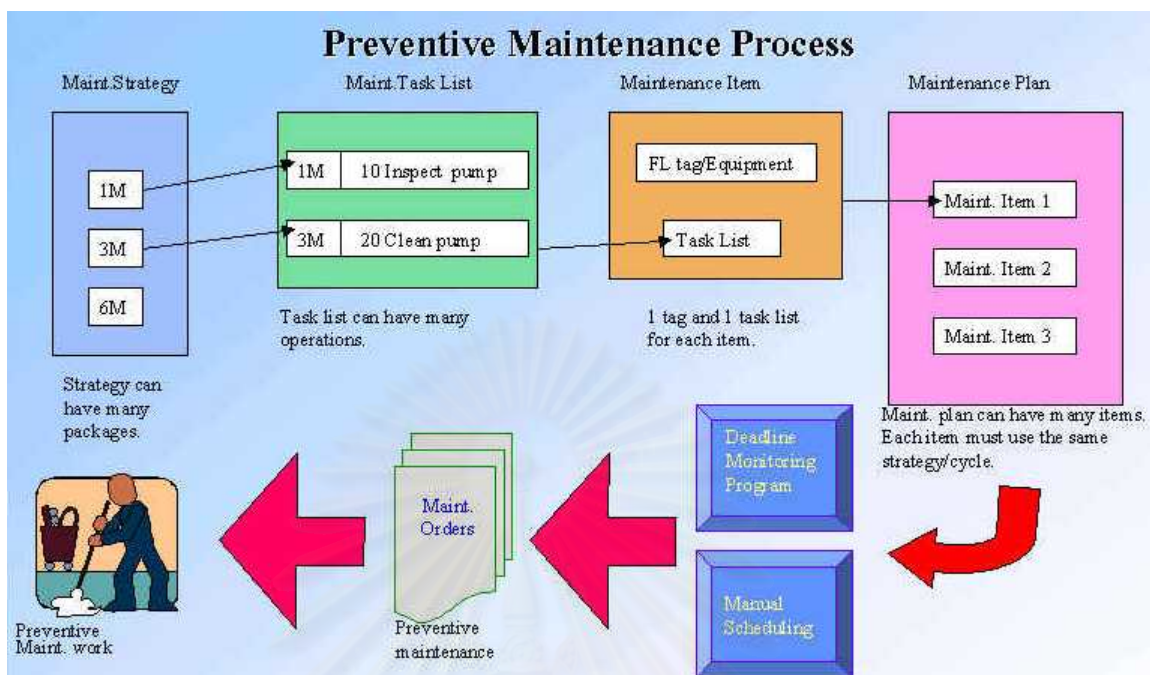 Preventive Maintenance Process
Maint.Strategy
1M
3M
6M
Strategy can
have many
packages.
Maint.Task List
1M 10 Inspect pump
3M 20 Clean pump
Task list can have many
operations.
Maintenance Item
FL tag/Equipment
Task List
1 tag and 1 task list
for each item.
Maintenance Plan
Maint. Item 1
Maint. Item 2
Maint. Item 3
Maint. plan can have many items.
Each item must use the same
strategy/cycle.
Deadline
Monitoring
Program
Manual
Scheduling
Maint.
Orders
Preventive
maintenance
Preventive
Maint. work